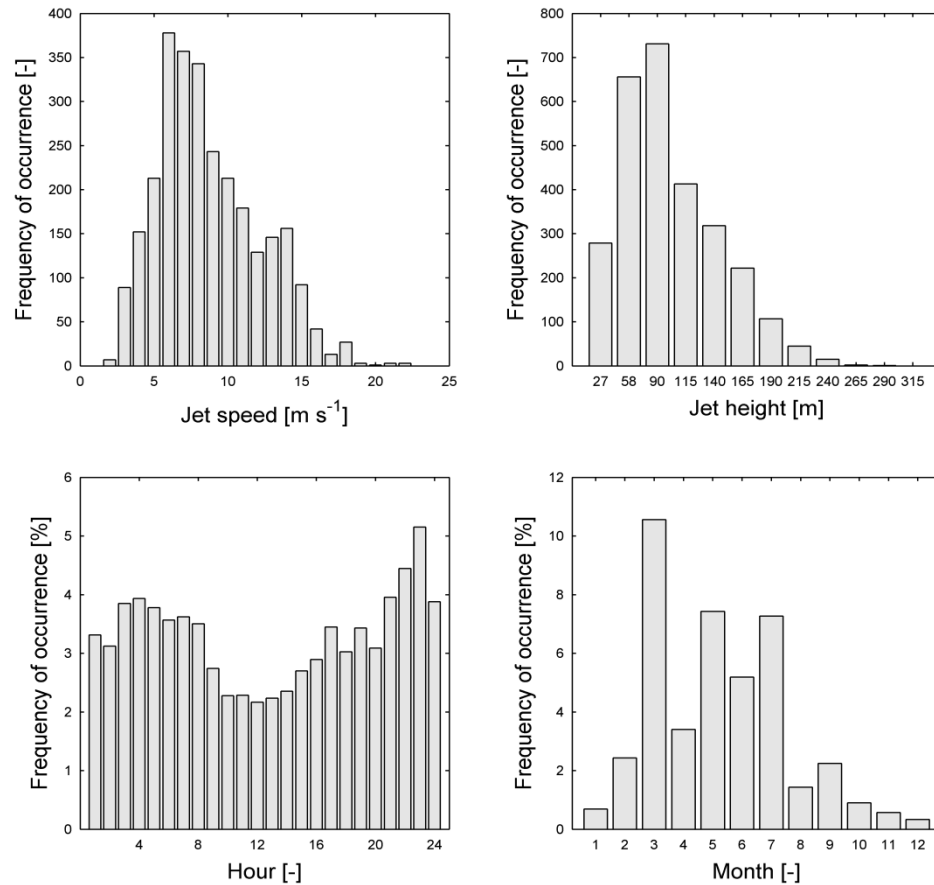 400
350
300
250
200
150
100
50
0
Frequency of occurrence [-]
0 5 10 15 20 25
Jet speed [m s⁻¹]
800
700
600
500
400
300
200
100
0
Frequency of occurrence [-]
27 58 90 115 140 165 190 215 240 265 290 315
Jet height [m]
6
5
4
3
2
1
0
Frequency of occurrence [%]
4 8 12 16 20 24
Hour [-]
12
10
8
6
4
2
0
Frequency of occurrence [%]
1 2 3 4 5 6 7 8 9 10 11 12
Month [-]